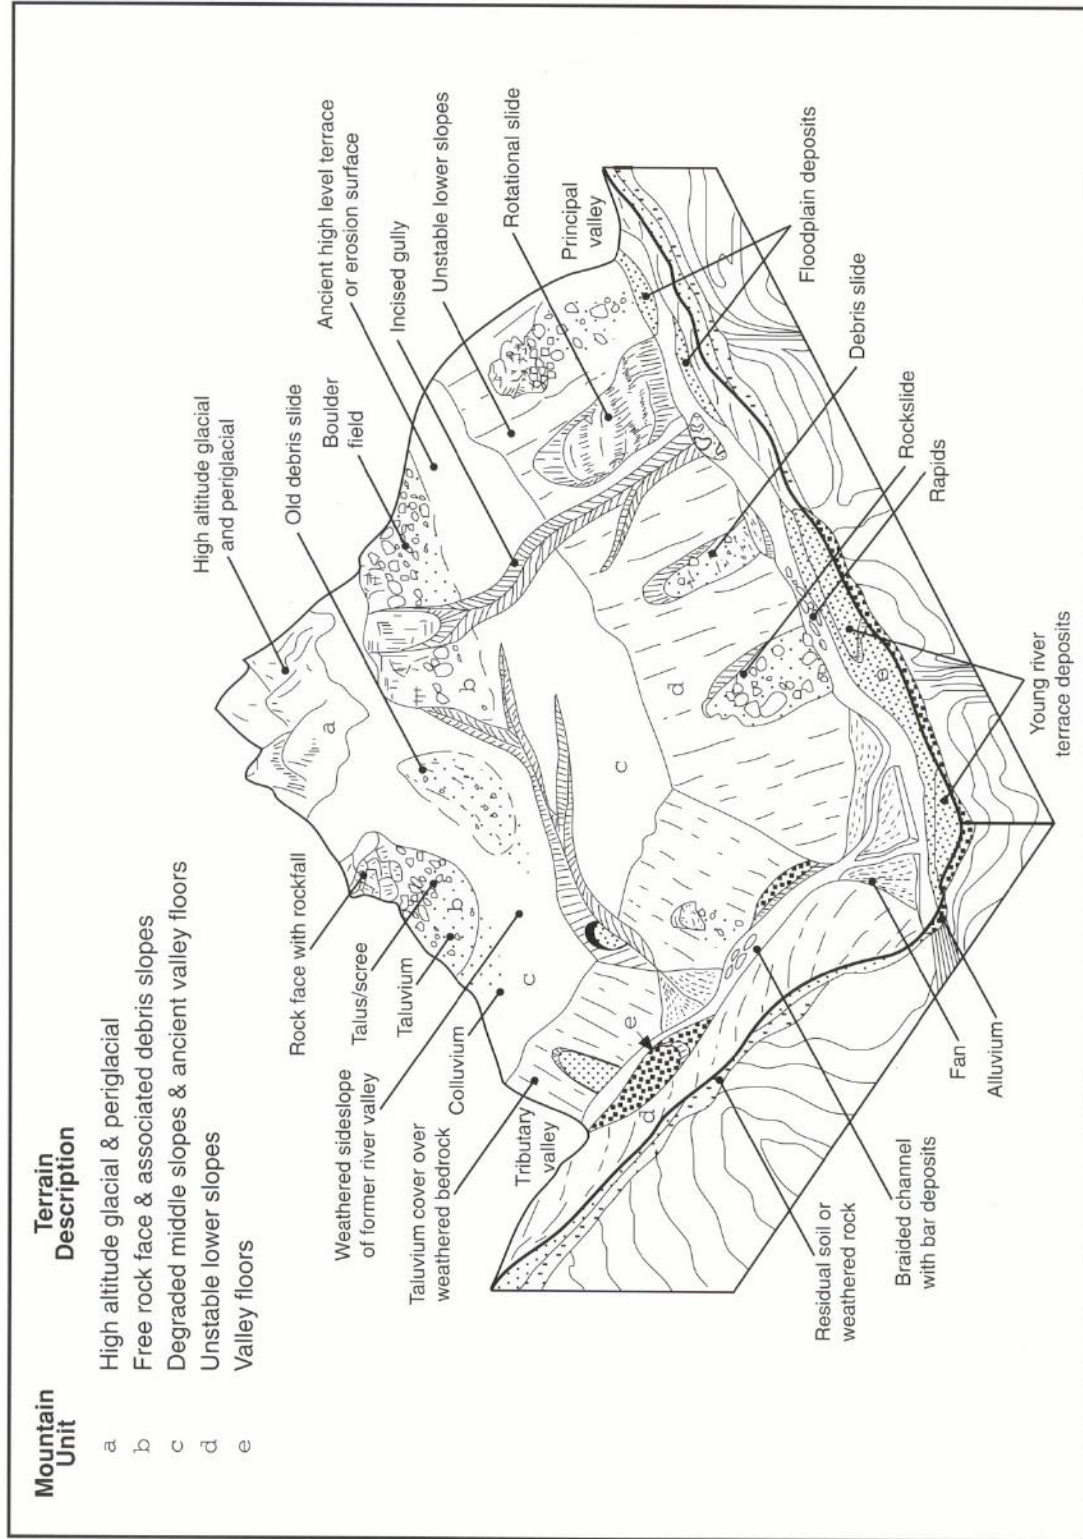 Mountain
Unit
Terrain
Description
a
High altitude glacial & periglacial
b
Free rock face & associated debris slopes
c
Degraded middle slopes & ancient valley floors
d
Unstable lower slopes
e
Valley floors
High altitude glacial
and periglacial
Old debris slide
Boulder
field
Ancient high level terrace
or erosion surface
Incised gully
Unstable lower slopes
Rotational slide
Principal
valley
Rock face with rockfall
Talus/scree
Taluvium
Weathered sideslope
of former river valley
Colluvium
Taluvium cover over
weathered bedrock
Tributary
valley
a
b
b
c
c
d
d
e
e
Residual soil or
weathered rock
Braided channel
with bar deposits
Fan
Alluvium
Young river
terrace deposits
Rockslide
Rapids
Debris slide
Floodplain deposits